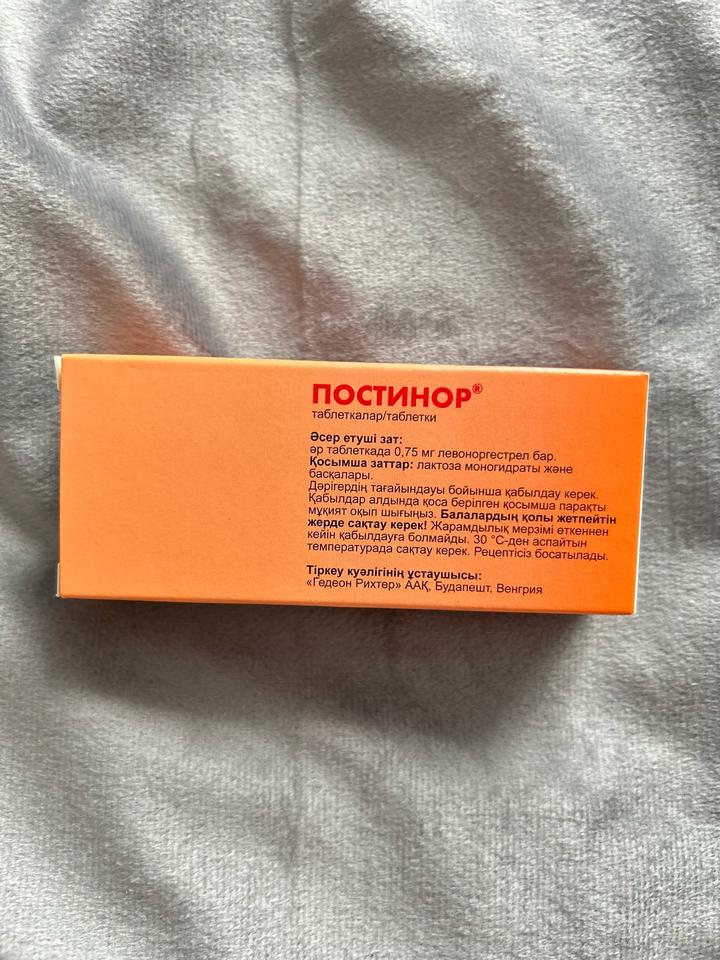 ПОСТИНОР®
таблеткалар/таблетки
Әсер етуші зат:
әр таблеткада 0,75 мг левоноргестрел бар.
Қосымша заттар: лактоза моногидраты және
басқалары.
Дәрігердің тағайындауы бойынша қабылдау керек.
Қабылдар алдында қоса берілген қосымша парақты
мұқият оқып шығыңыз. Балалардың қолы жетпейтін
жерде сақтау керек! Жарамдылық мерзімі өткеннен
кейін қабылдауға болмайды. 30 °С-ден аспайтын
температурада сақтау керек. Рецептісіз босатылады.
Тіркеу куәлігінің ұстаушысы:
«Гедеон Рихтер» ААҚ, Будапешт, Венгрия